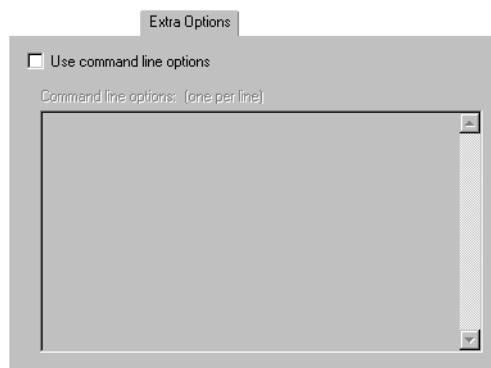 Extra Options
Use command line options
Command line options: (one per line)